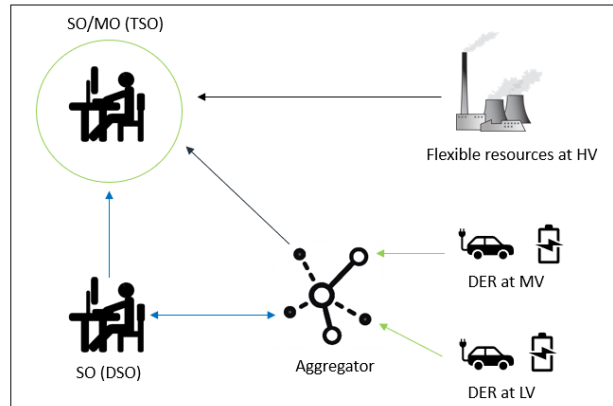 SO/MO (TSO)
Flexible resources at HV
DER at MV
SO (DSO)
Aggregator
DER at LV